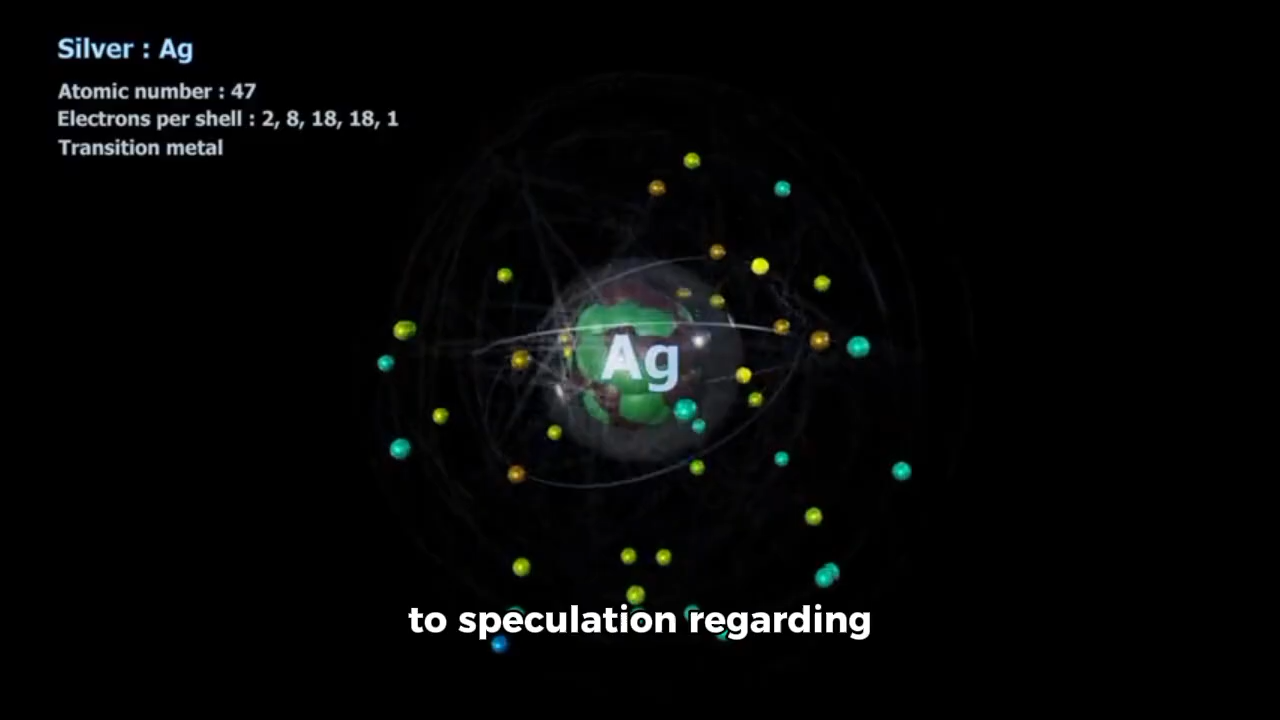 Silver : Ag
Atomic number : 47
Electrons per shell : 2, 8, 18, 18, 1
Transition metal
Ag
to speculation regarding